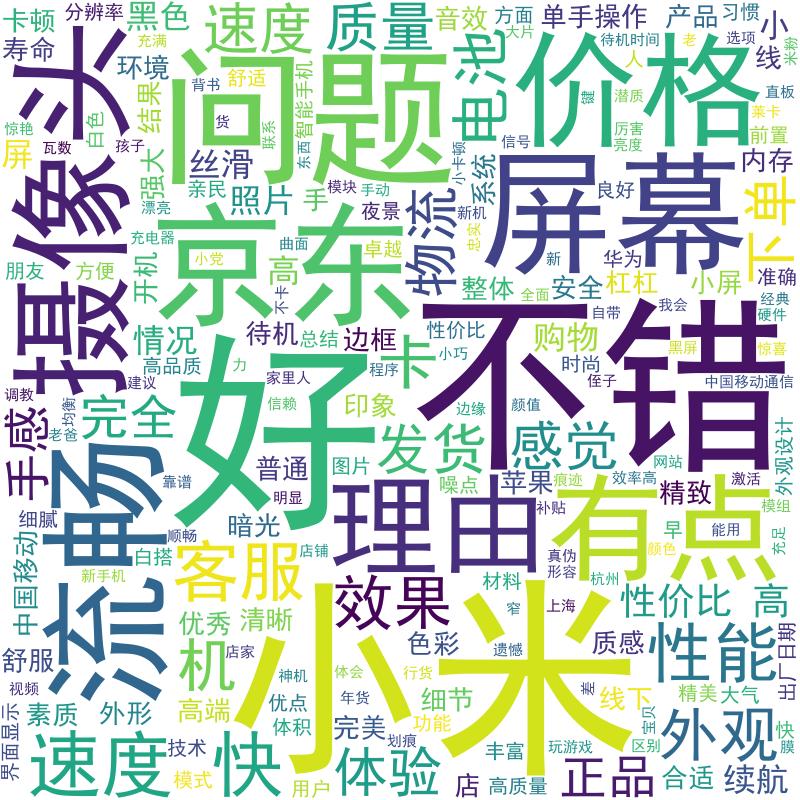 卡顿
分辨率
黑色
速度
质量
音效
方面
单手操作
产品
习惯
小
寿命
充满
大片
待机时间
人
老
选项
线
米粉
摄像头
环境
背书
舒适
智能手机
问题
电池
价格
键
潜质
直板
莱卡
惊艳
白色
结果
货
联系
东西
小卡顿
信号
厉害
亮度
前置
屏
瓦数
孩子
强大
丝滑
亲民
照片
手
模块
手动
系统
屏幕
良好
内存
下单
漂亮
夜景
物流
新机
忠实
充电器
京东
曲面
卓越
新
华为
准确
朋友
方便
开机
小党
高
整体
全面
安全
杠杠
小屏
经典
硬件
不卡
自带
我会
情况
待机
总结
边框
性价比
购物
黑屏
惊喜
高品质
好
卡
小巧
时尚
不错
调教
建议
力
家里人
程序
侄子
中国移动通信
手感
老爸
均衡
完全
信赖
印象
边缘
颜值
外观设计
流畅
发货
感觉
靠谱
普通
图片
噪点
苹果
痕迹
效率高
网站
激活
明显
精致
模组
细腻
暗光
理由
补贴
有点
早
能用
充足
中国移动
顺畅
白搭
店铺
真伪
形容
颜色
新手机
客服
效果
材料
杭州
性价比
高
优秀
清晰
窄
上海
舒服
机
店家
小米
色彩
遗憾
质感
性能
出厂日期
视频
神机
体会
行货
差
线下
精美
大气
素质
外形
高端
优点
年货
细节
宝贝
外观
界面显示
体积
完美
功能
快
速度
技术
快
划痕
丰富
玩游戏
区别
膜
模式
用户
体验
店
高质量
正品
合适
续航